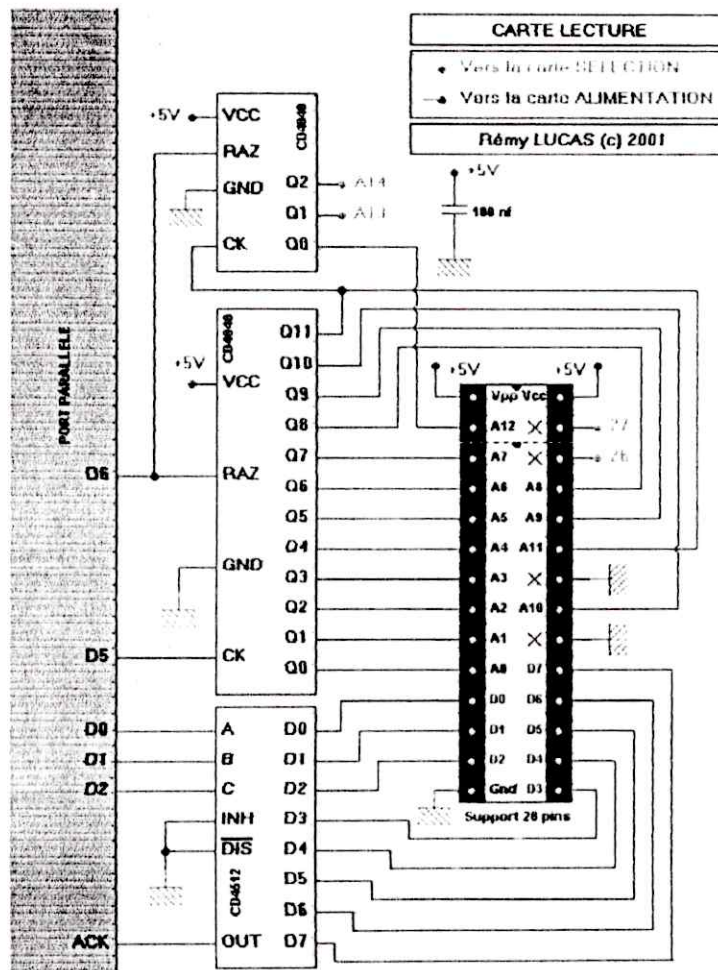 CARTE LECTURE
Vers la carte SELECTION
Vers la carte ALIMENTATION
Rémy LUCAS (c) 2001
+5V
VCC
RAZ
GND
CK
CD4040
Q2
Q1
Q0
A14
A13
+5V
100 nf
PORT PARALLELE
D6
D5
D0
D1
D2
ACK
+5V
CD4040
VCC
RAZ
GND
CK
Q11
Q10
Q9
Q8
Q7
Q6
Q5
Q4
Q3
Q2
Q1
Q0
+5V
+5V
Vpp Vcc
A12
27
A7
26
A6 A8
A5 A9
A4 A11
A3
A2 A10
A1
A0 D7
D0 D6
D1 D5
D2 D4
Gnd D3
Support 28 pins
A
B
C
INH
DIS
CD4512
OUT
D0
D1
D2
D3
D4
D5
D6
D7